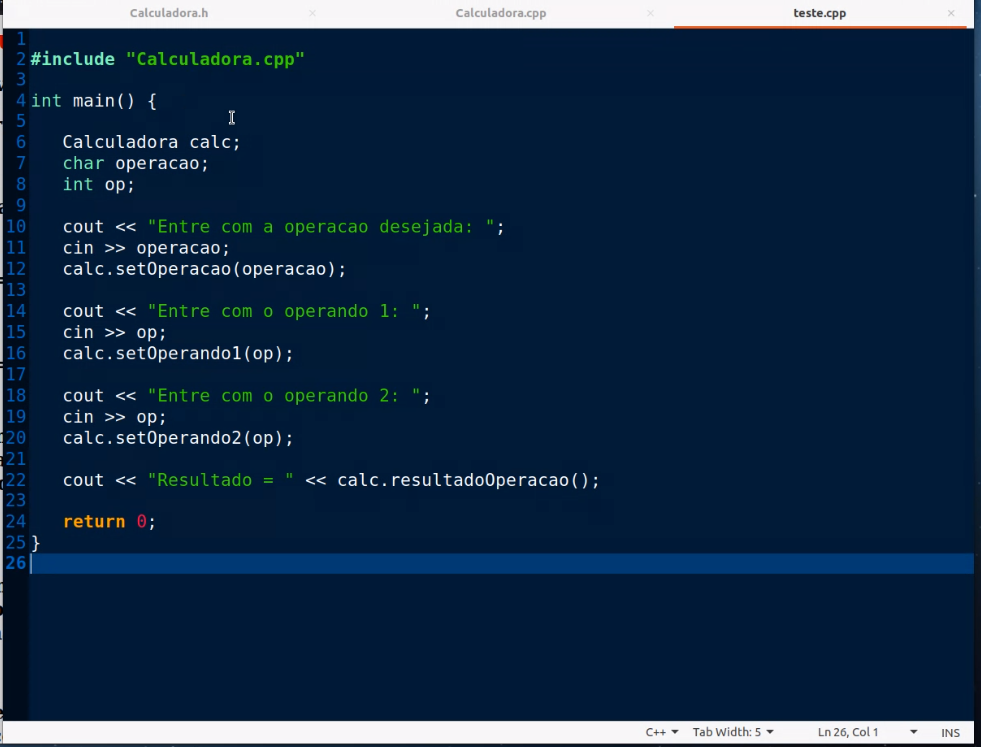 Calculadora.h × Calculadora.cpp × teste.cpp ×
1
2 #include "Calculadora.cpp"
3
4 int main() {
5
6 Calculadora calc;
7 char operacao;
8 int op;
9
10 cout << "Entre com a operacao desejada: ";
11 cin >> operacao;
12 calc.setOperacao(operacao);
13
14 cout << "Entre com o operando 1: ";
15 cin >> op;
16 calc.setOperando1(op);
17
18 cout << "Entre com o operando 2: ";
19 cin >> op;
20 calc.setOperando2(op);
21
22 cout << "Resultado = " << calc.resultadoOperacao();
23
24 return 0;
25 }
26
C++ Tab Width: 5 Ln 26, Col 1 INS